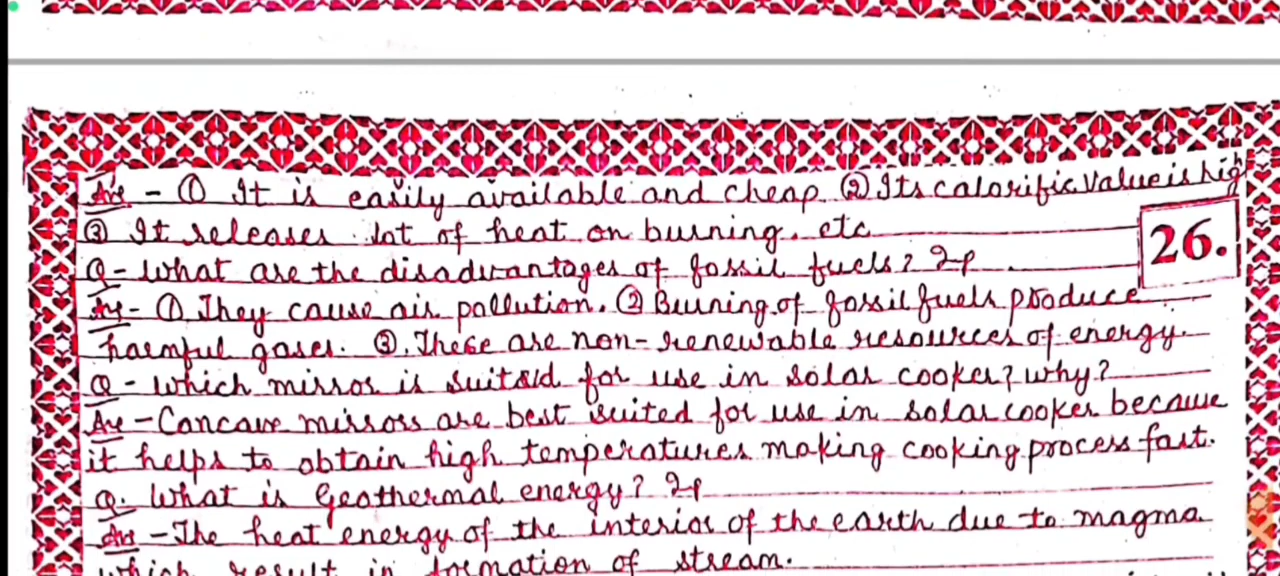 Ans - ① It is easily available and cheap. ② Its calorific value is high
③ It releases lot of heat on burning. etc
26.
Q - What are the disadvantages of fossil fuels? 2p
Ans - ①. They cause air pollution. ② Burning of fossil fuels produce
harmful gases. ③. These are non-renewable resources of energy.
Q - which mirror is suitaid for use in solar cooker? why?
Ans - Concave mirrors are best suited for use in solar cooker because
it helps to obtain high temperatures making cooking process fast.
Q. What is Geothermal energy? 2p
Ans - The heat energy of the interior of the earth due to magma
which result in formation of stream.